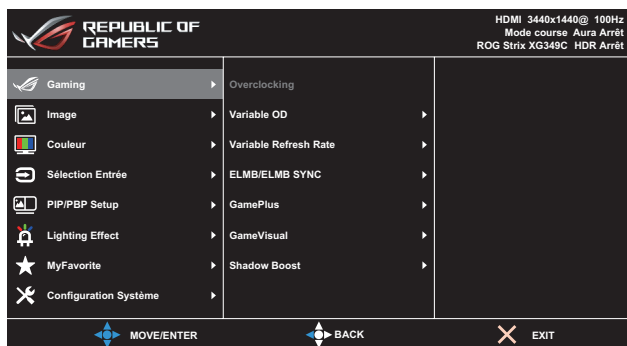 REPUBLIC OF
GAMERS
HDMI 3440x1440@ 100Hz
Mode course Aura Arrêt
ROG Strix XG349C HDR Arrêt
Gaming
Image
Couleur
Sélection Entrée
PIP/PBP Setup
Lighting Effect
MyFavorite
Configuration Système
Overclocking
Variable OD
Variable Refresh Rate
ELMB/ELMB SYNC
GamePlus
GameVisual
Shadow Boost
MOVE/ENTER
BACK
EXIT